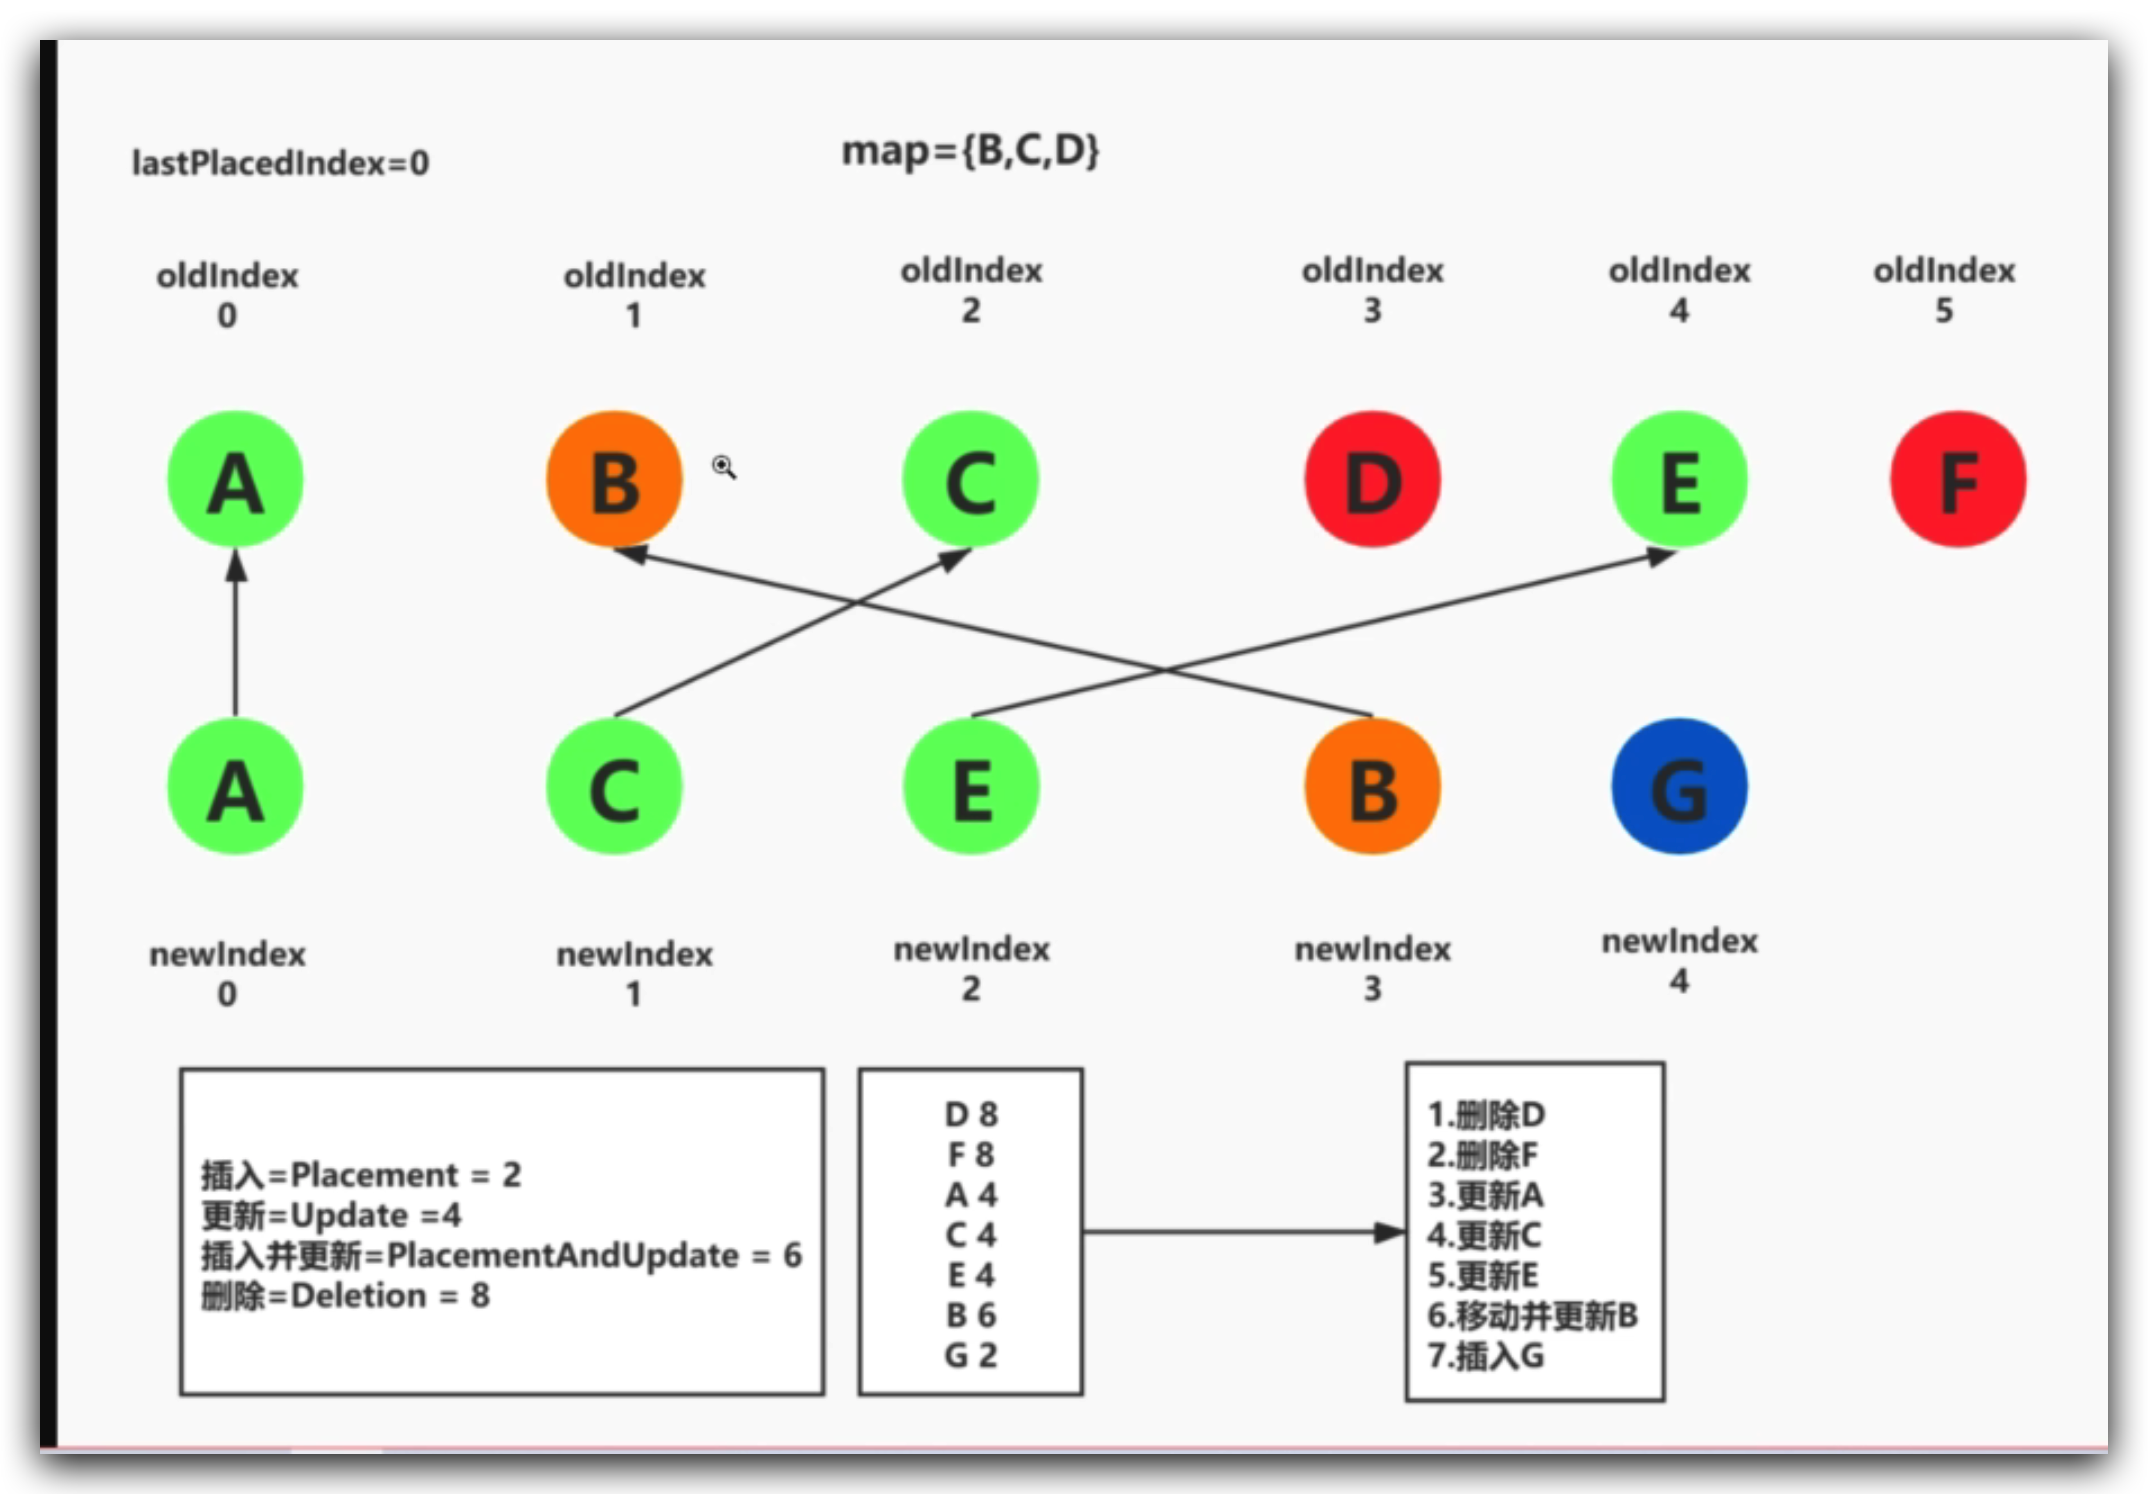 lastPlacedIndex=0
map={B,C,D}
oldIndex
0
oldIndex
1
oldIndex
2
oldIndex
3
oldIndex
4
oldIndex
5
A
B
C
D
E
F
A
C
E
B
G
newIndex
0
newIndex
1
newIndex
2
newIndex
3
newIndex
4
插入=Placement = 2
更新=Update =4
插入并更新=PlacementAndUpdate = 6
删除=Deletion = 8
D 8
F 8
A 4
C 4
E 4
B 6
G 2
1.删除D
2.删除F
3.更新A
4.更新C
5.更新E
6.移动并更新B
7.插入G